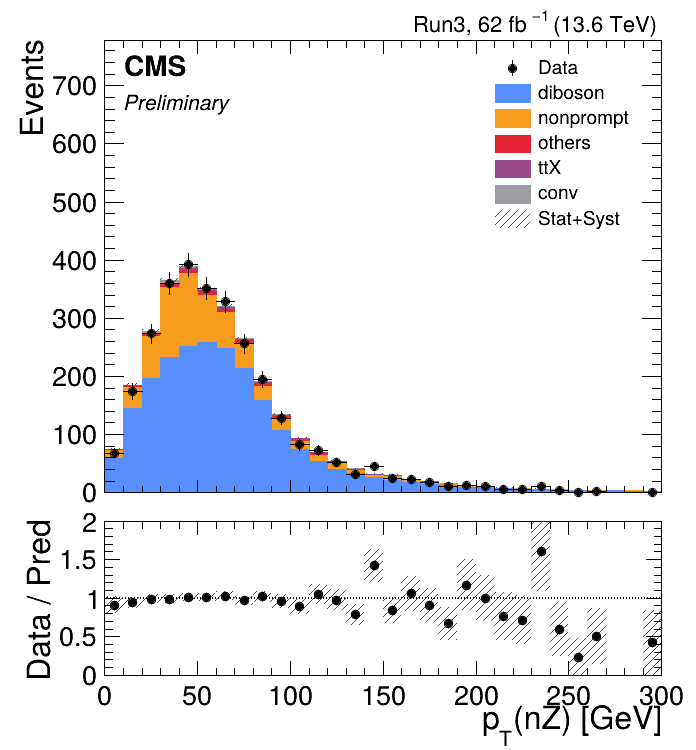 Run3, 62 fb⁻¹ (13.6 TeV)
CMS
Preliminary
Events
700
600
500
400
300
200
100
0
Data
diboson
nonprompt
others
ttX
conv
Stat+Syst
Data / Pred
2
1.5
1
0.5
0
0 50 100 150 200 250 300
p_T(nZ) [GeV]